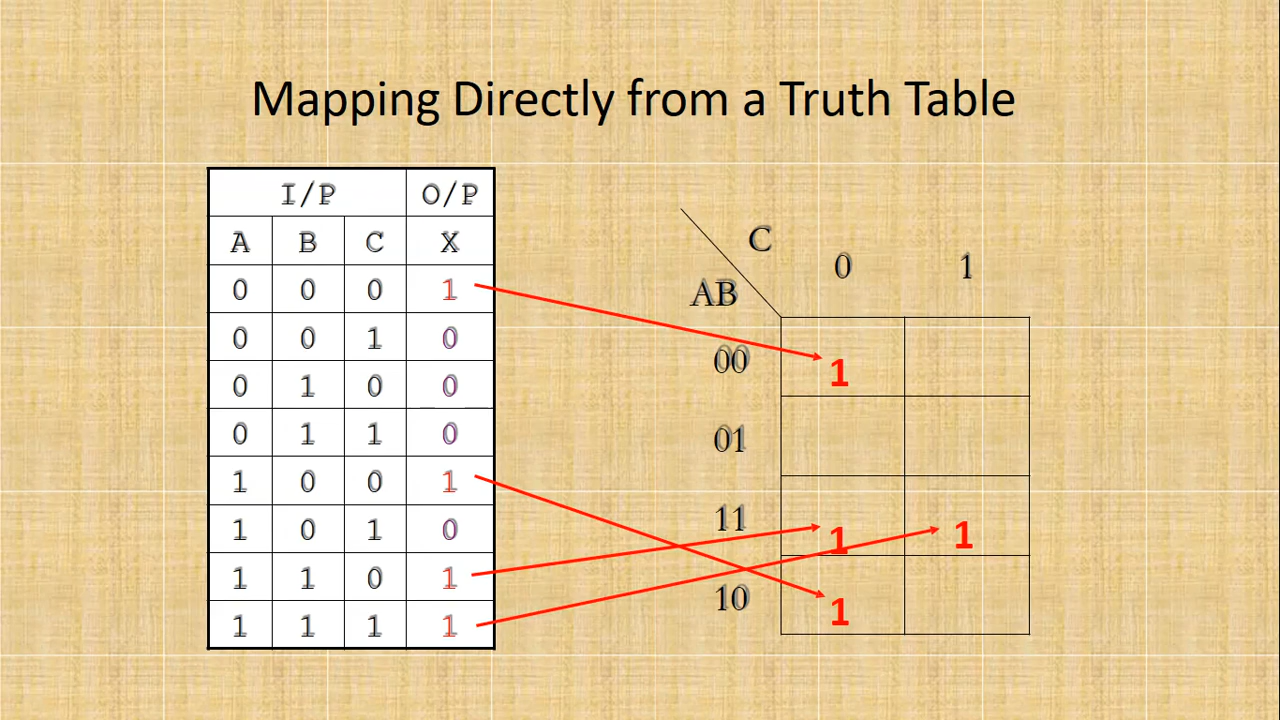 Mapping Directly from a Truth Table
I/P O/P
A B C X
0 0 0 1
0 0 1 0
0 1 0 0
0 1 1 0
1 0 0 1
1 0 1 0
1 1 0 1
1 1 1 1
C
0 1
AB
00 1
01
11 1 1
10 1